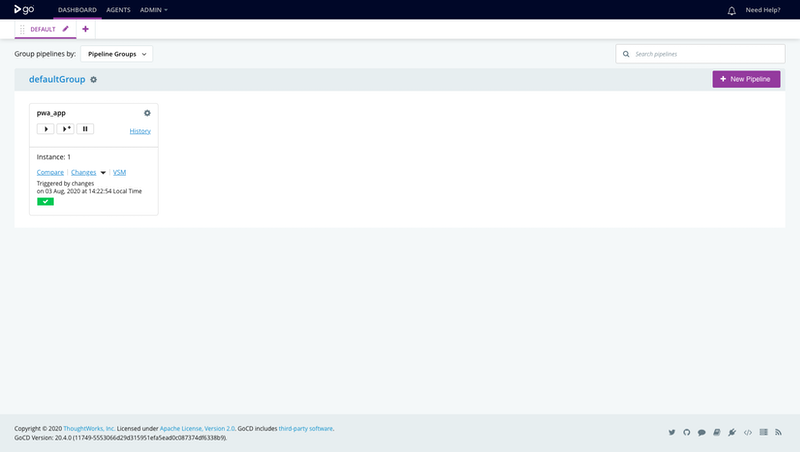 go DASHBOARD AGENTS ADMIN Need Help?
DEFAULT
Group pipelines by: Pipeline Groups Search pipelines
defaultGroup New Pipeline
pwa_app
History
Instance: 1
Compare Changes VSM
Triggered by changes
on 03 Aug, 2020 at 14:22:54 Local Time
Copyright © 2020 ThoughtWorks, Inc. Licensed under Apache License, Version 2.0. GoCD includes third-party software.
GoCD Version: 20.4.0 (11749-5553066d29d315951efa5ead0c087374df6338b9).